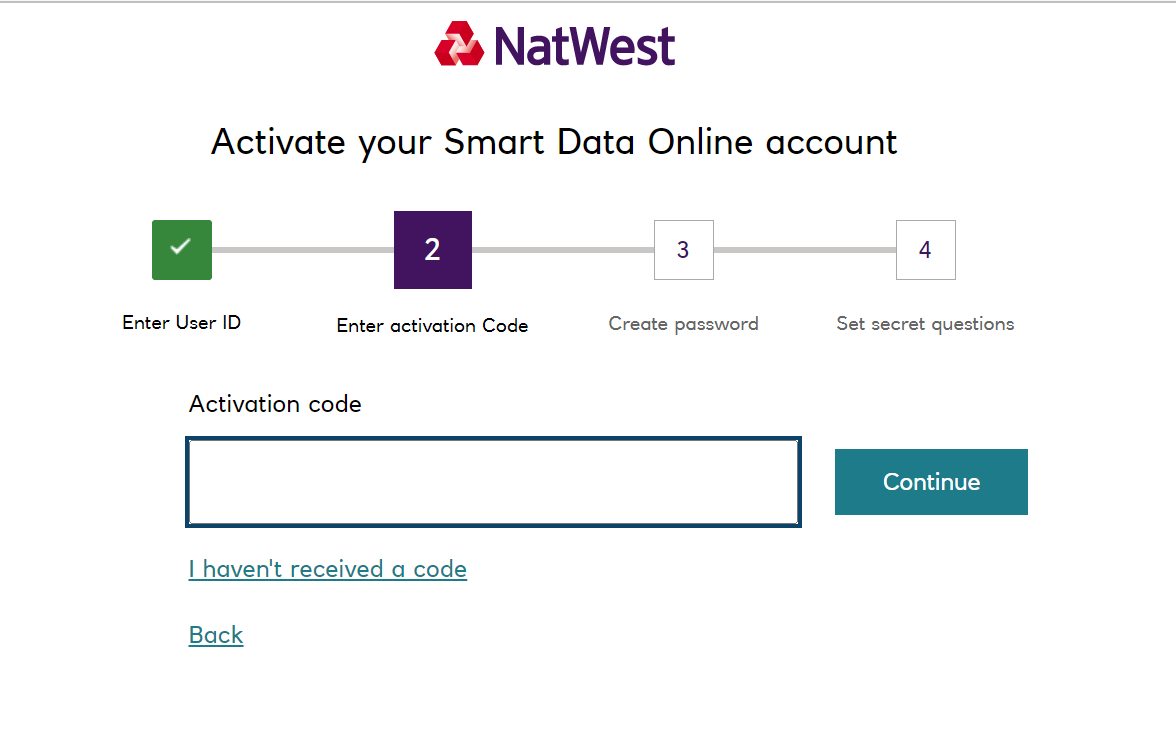 NatWest
Activate your Smart Data Online account
2
3
4
Enter User ID
Enter activation Code
Create password
Set secret questions
Activation code
Continue
I haven't received a code
Back